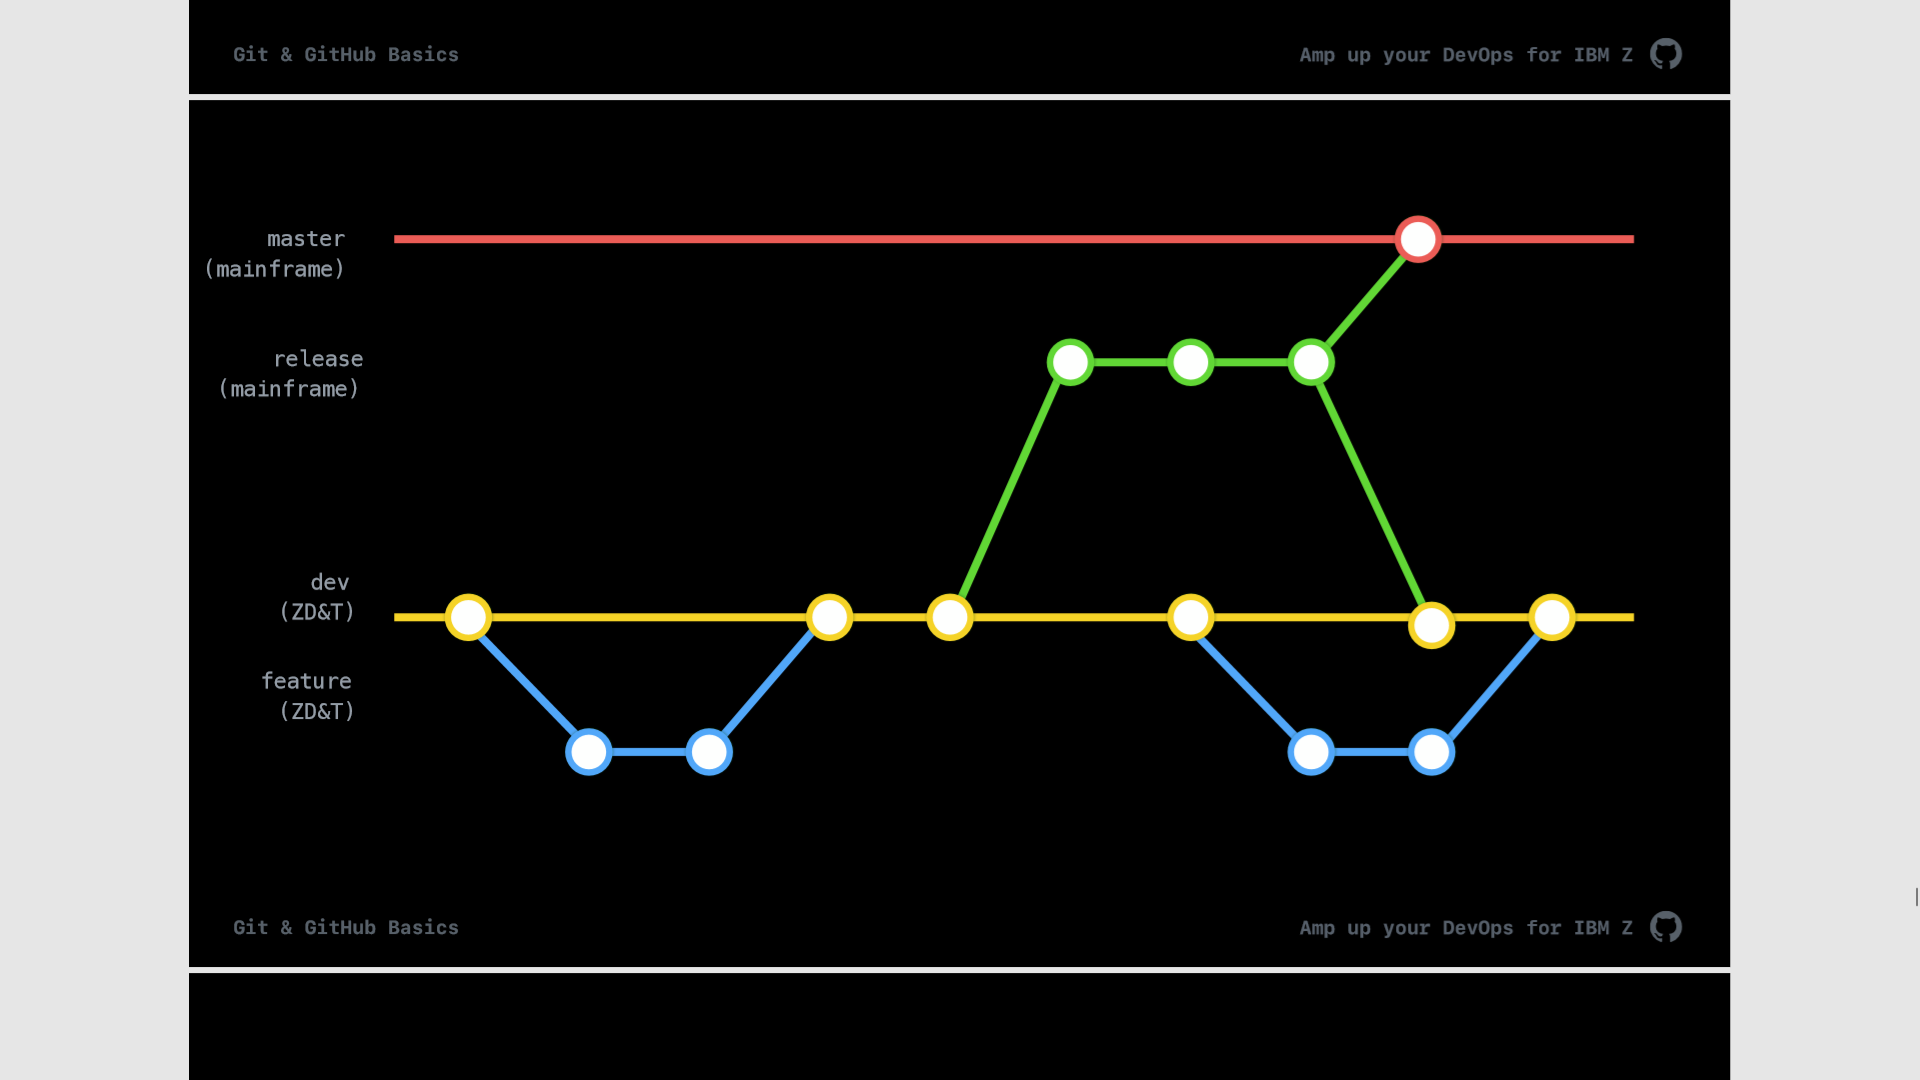 Git & GitHub Basics
Amp up your DevOps for IBM Z
master
(mainframe)
release
(mainframe)
dev
(ZD&T)
feature
(ZD&T)
Git & GitHub Basics
Amp up your DevOps for IBM Z